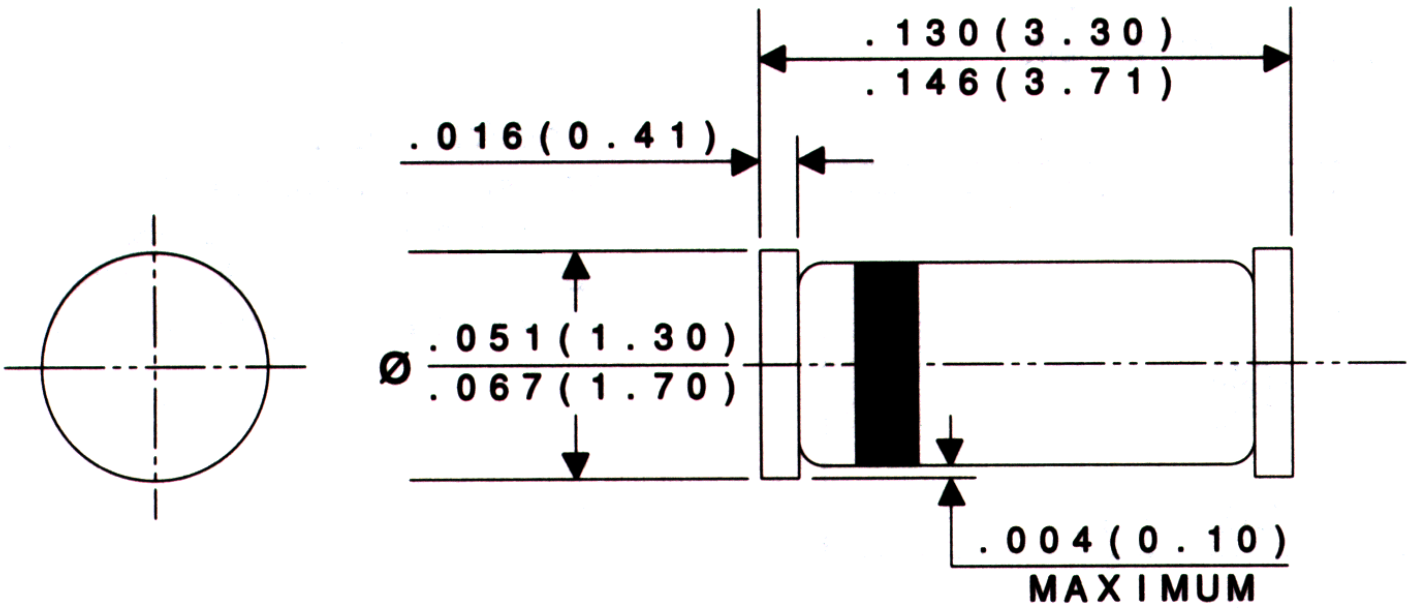 .130(3.30)
.146(3.71)
.016(0.41)
Ø .051(1.30)
.067(1.70)
.004(0.10)
MAXIMUM